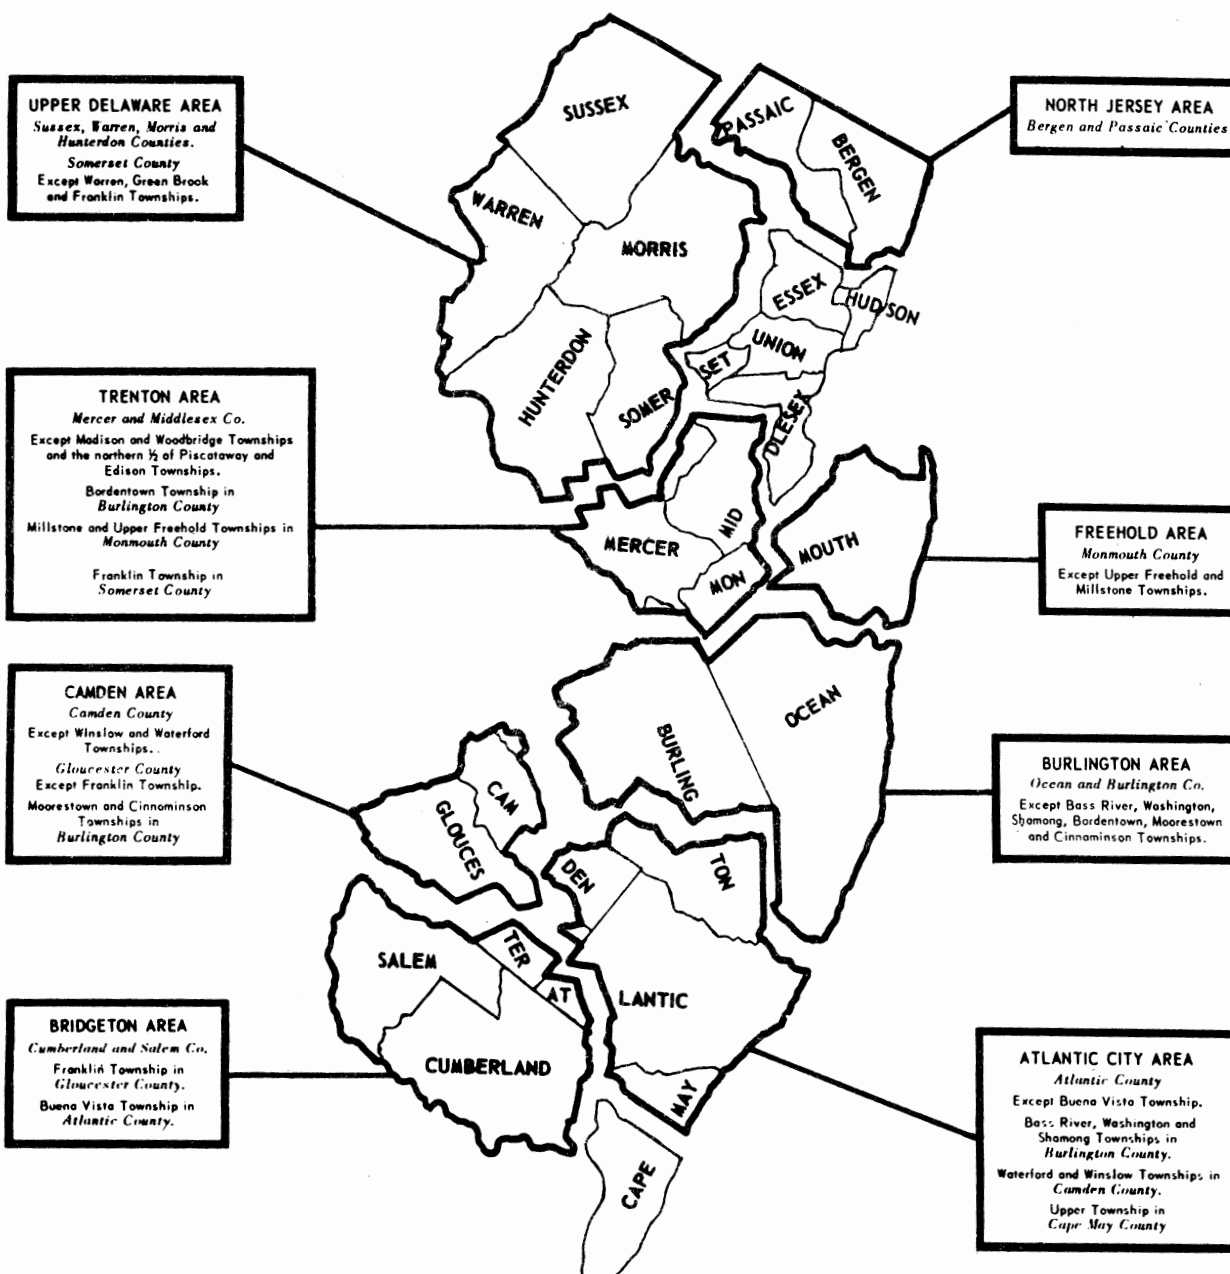 UPPER DELAWARE AREA
Sussex, Warren, Morris and
Hunterdon Counties.
Somerset County
Except Warren, Green Brook
and Franklin Townships.
NORTH JERSEY AREA
Bergen and Passaic Counties
TRENTON AREA
Mercer and Middlesex Co.
Except Madison and Woodbridge Townships
and the northern ½ of Piscataway and
Edison Townships.
Bordentown Township in
Burlington County
Millstone and Upper Freehold Townships in
Monmouth County
Franklin Township in
Somerset County
FREEHOLD AREA
Monmouth County
Except Upper Freehold and
Millstone Townships.
CAMDEN AREA
Camden County
Except Winslow and Waterford
Townships.
Gloucester County
Except Franklin Township.
Moorestown and Cinnominson
Townships in
Burlington County
BURLINGTON AREA
Ocean and Burlington Co.
Except Bass River, Washington,
Shamong, Bordentown, Moorestown
and Cinnaminson Townships.
BRIDGETON AREA
Cumberland and Salem Co.
Franklin Township in
Gloucester County.
Buena Vista Township in
Atlantic County.
ATLANTIC CITY AREA
Atlantic County
Except Buena Vista Township.
Bass River, Washington and
Shamong Townships in
Burlington County.
Waterford and Winslow Townships in
Camden County.
Upper Township in
Cape May County
SUSSEX
PASSAIC
BERGEN
WARREN
MORRIS
ESSEX
HUDSON
UNION
SET
HUNTERDON
SOMER
DLESEX
MID
MERCER
MON
MOUTH
OCEAN
BURLING
CAM
GLOUCES
DEN
TON
TER
SALEM
AT
LANTIC
CUMBERLAND
MAY
CAPE